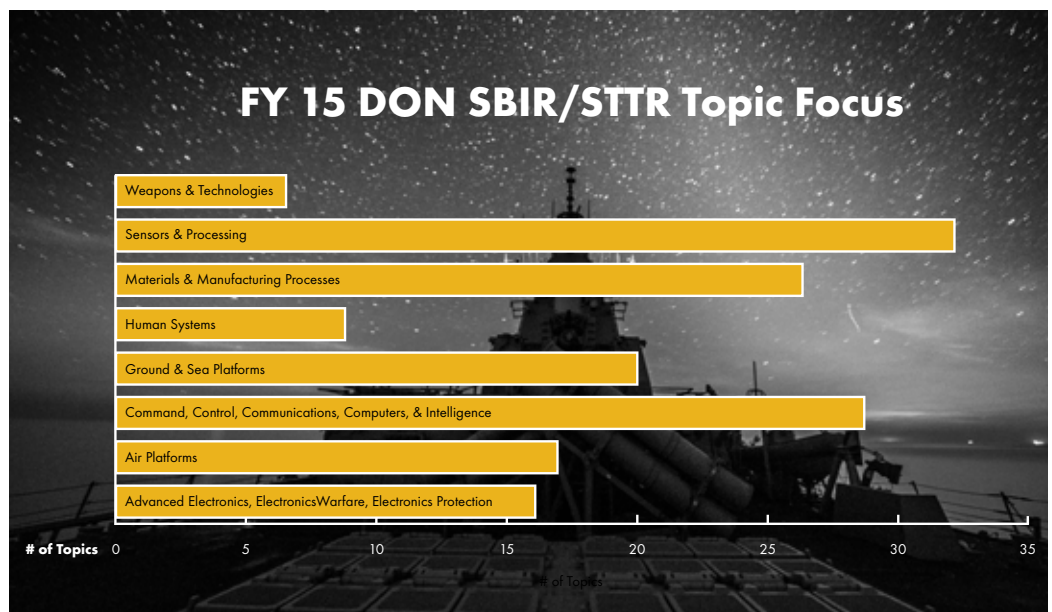 FY 15 DON SBIR/STTR Topic Focus
Weapons & Technologies
Sensors & Processing
Materials & Manufacturing Processes
Human Systems
Ground & Sea Platforms
Command, Control, Communications, Computers, & Intelligence
Air Platforms
Advanced Electronics, ElectronicsWarfare, Electronics Protection
# of Topics 0 5 10 15 20 25 30 35
# of Topics